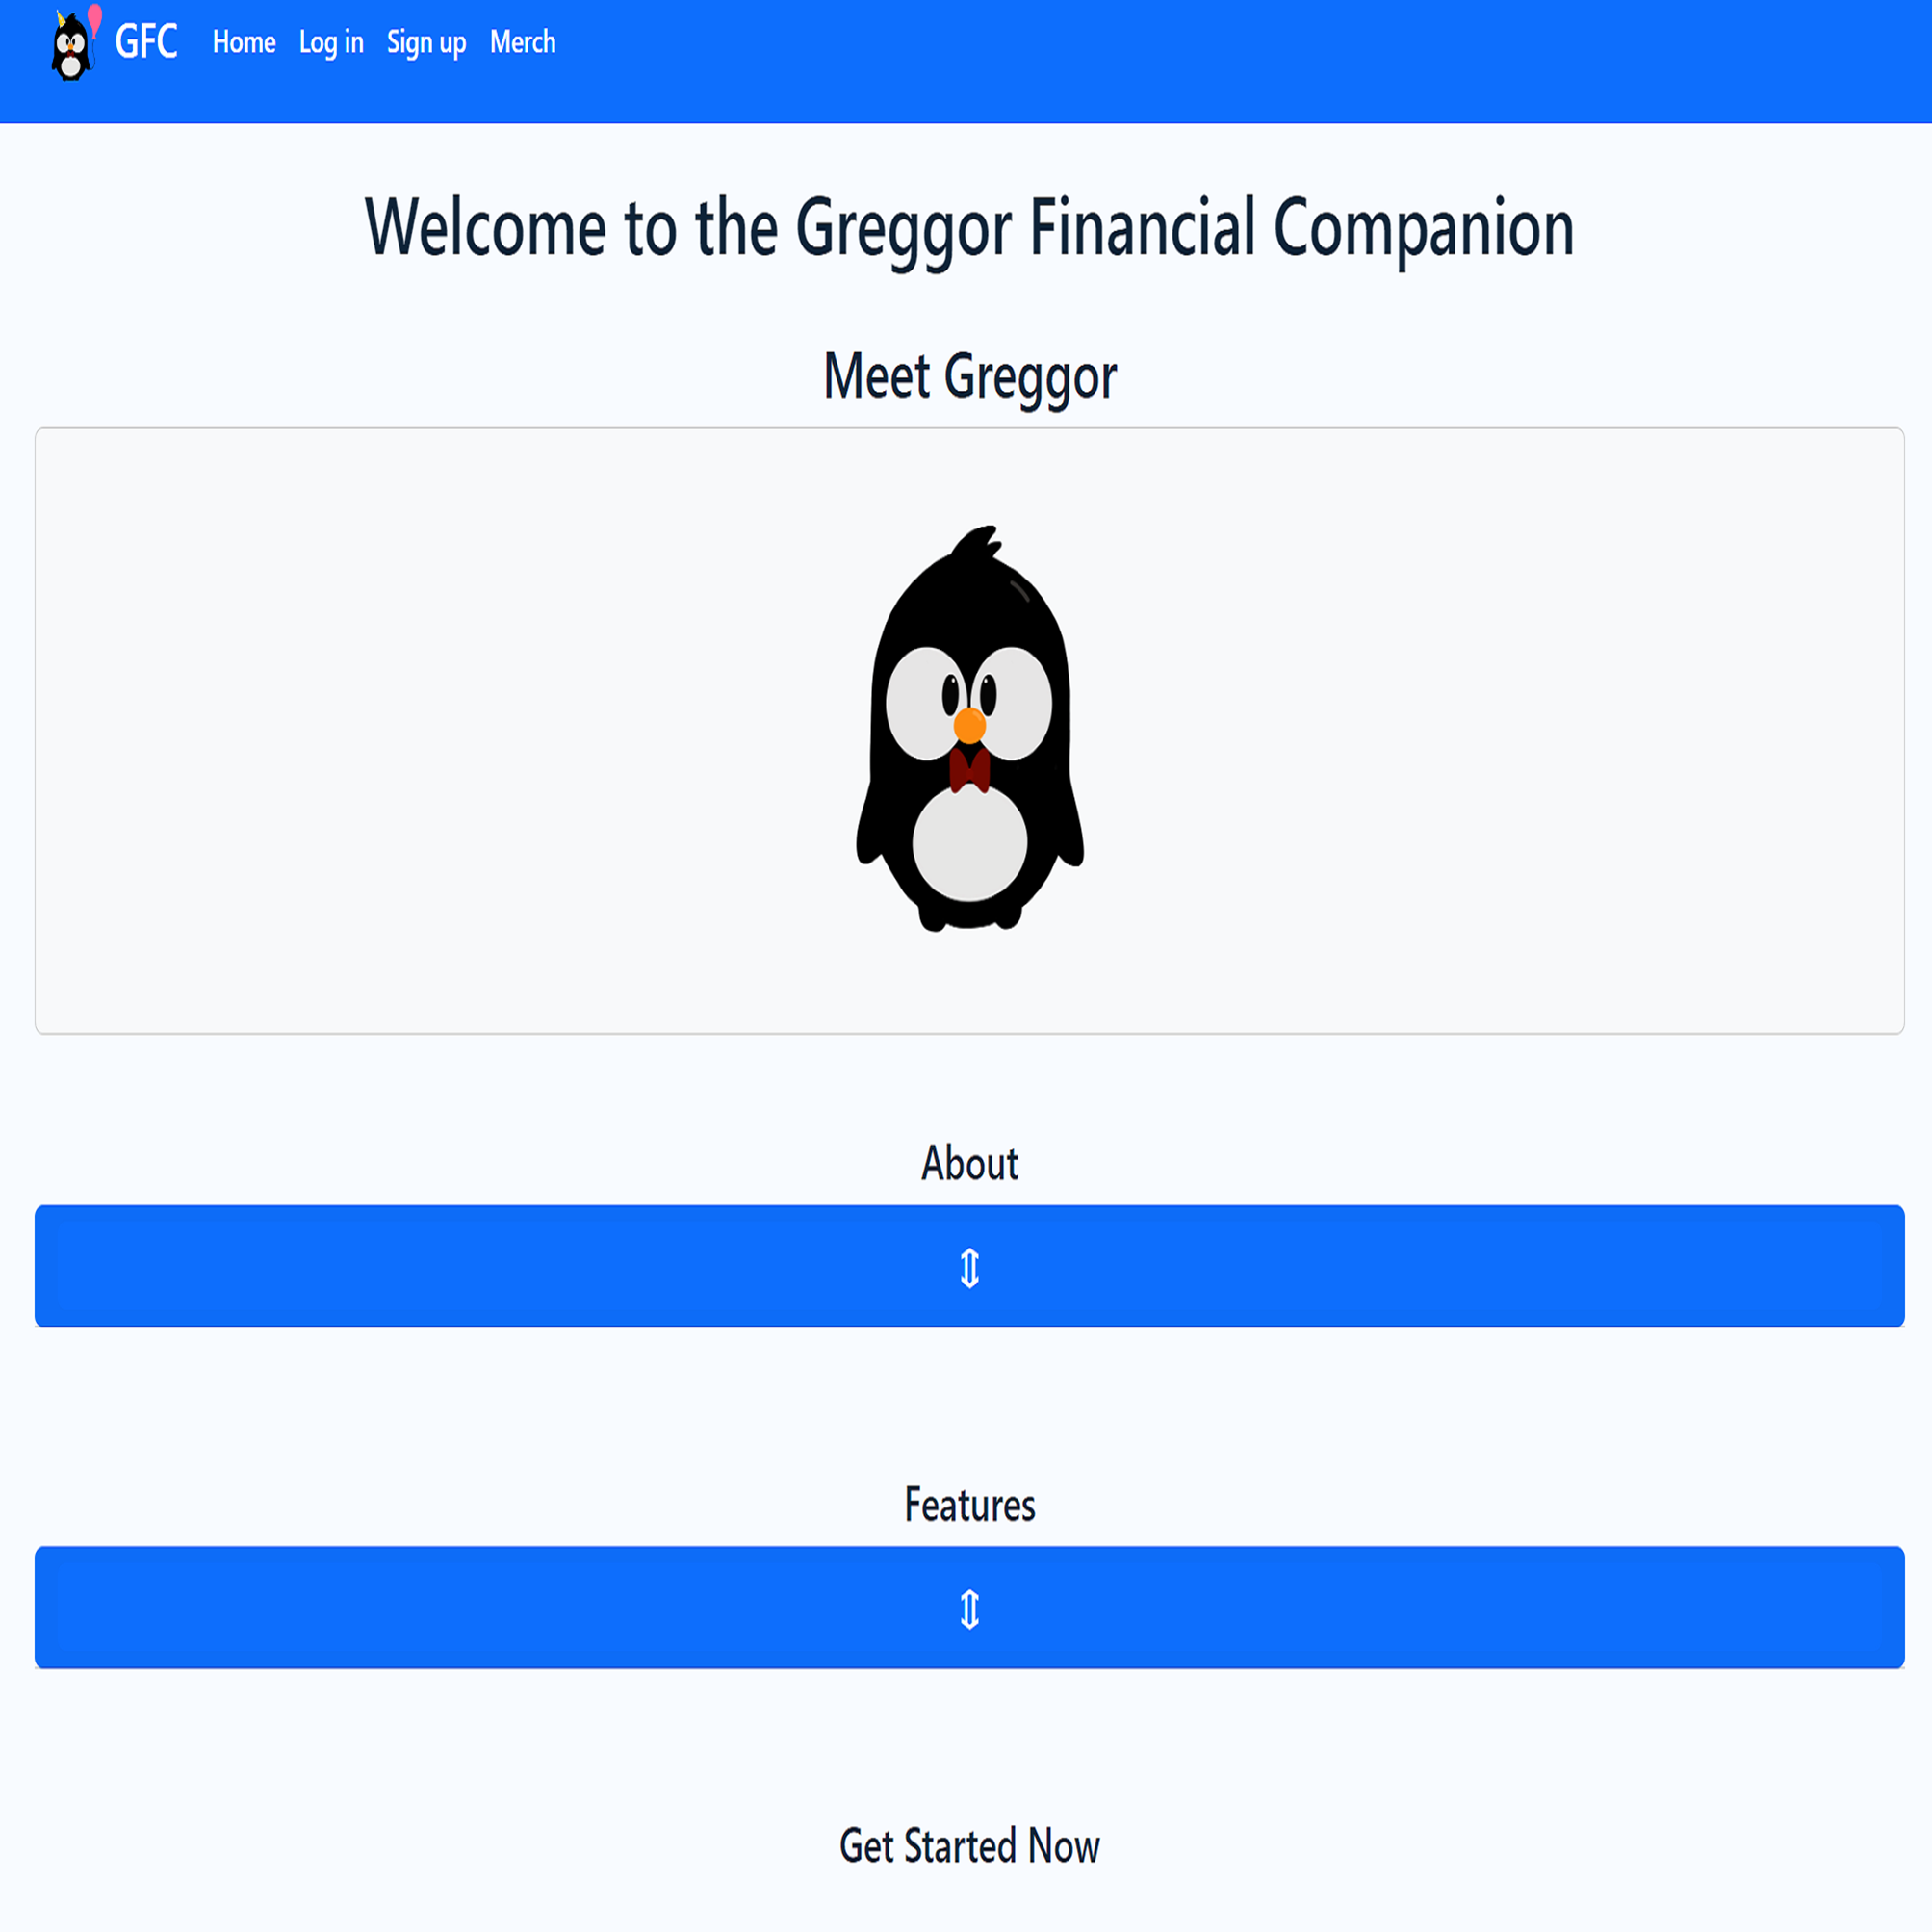 GFC Home Log in Sign up Merch
Welcome to the Greggor Financial Companion
Meet Greggor
About
⇕
Features
⇕
Get Started Now